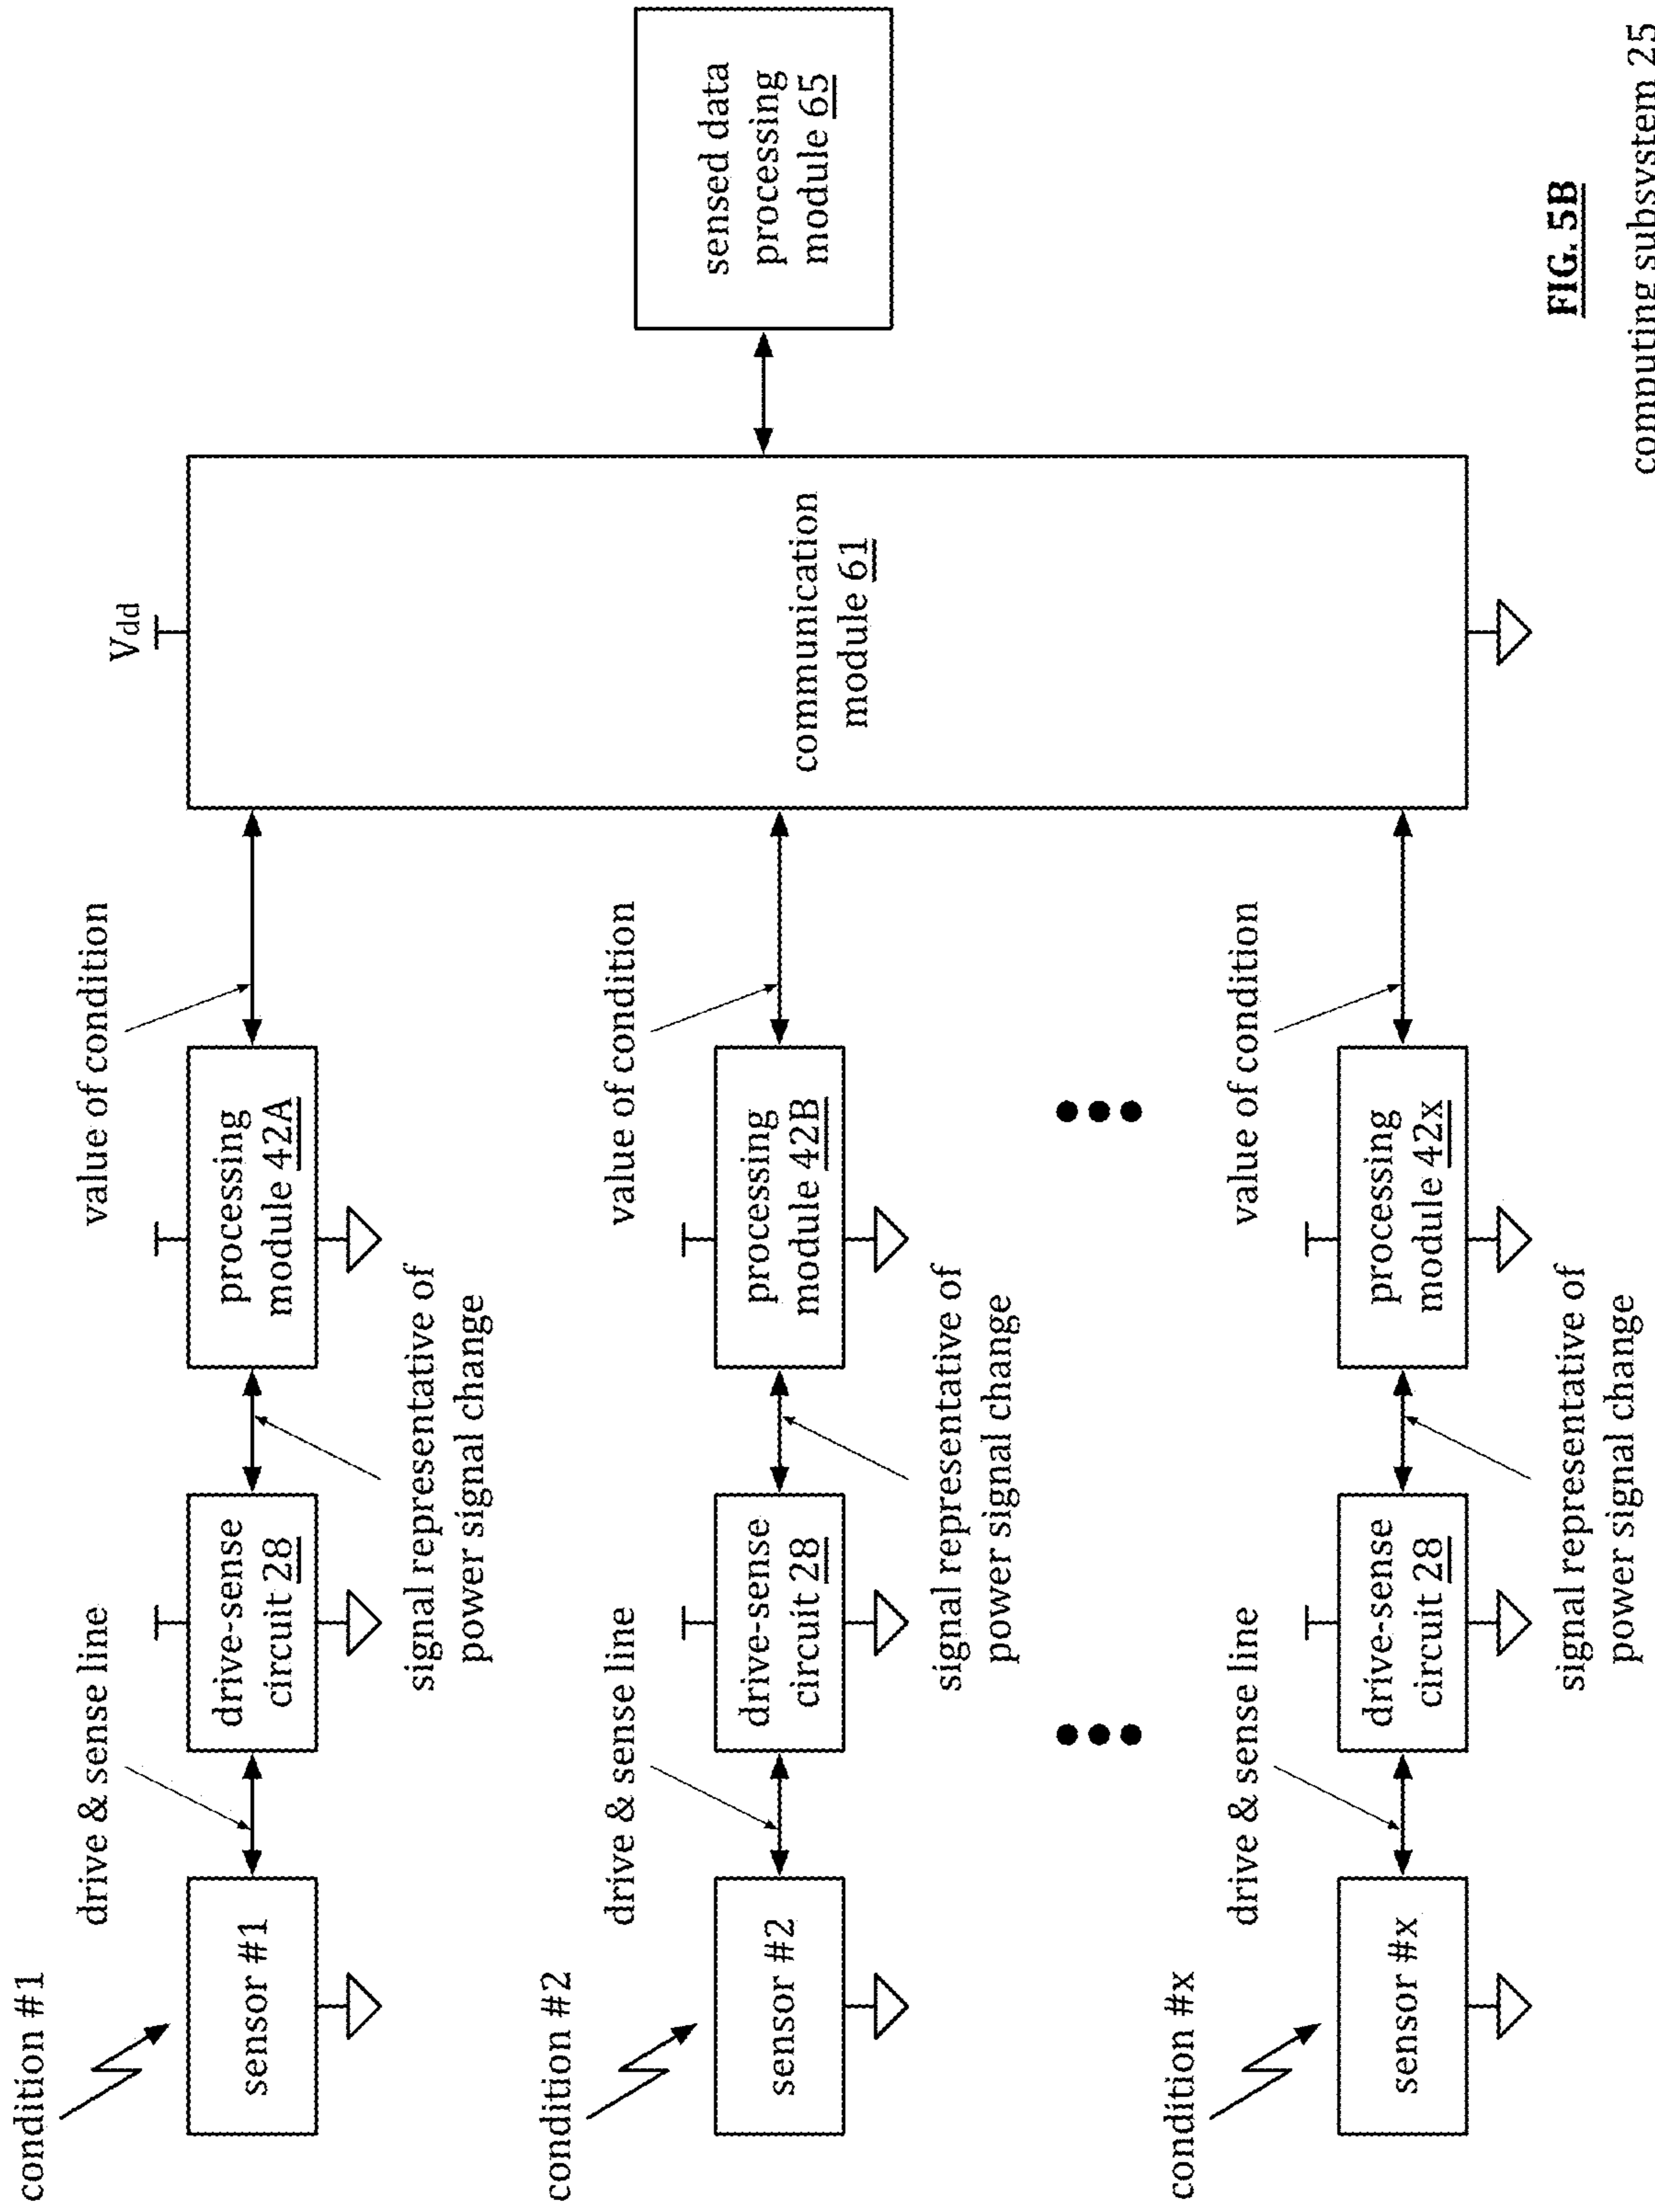 condition #1
drive & sense line
value of condition
Vdd
sensor #1
drive-sense
circuit 28
processing
module 42A
signal representative of
power signal change
condition #2
drive & sense line
value of condition
sensor #2
drive-sense
circuit 28
processing
module 42B
signal representative of
power signal change
communication
module 61
sensed data
processing
module 65
condition #x
drive & sense line
value of condition
sensor #x
drive-sense
circuit 28
processing
module 42x
signal representative of
power signal change
FIG. 5B
computing subsystem 25